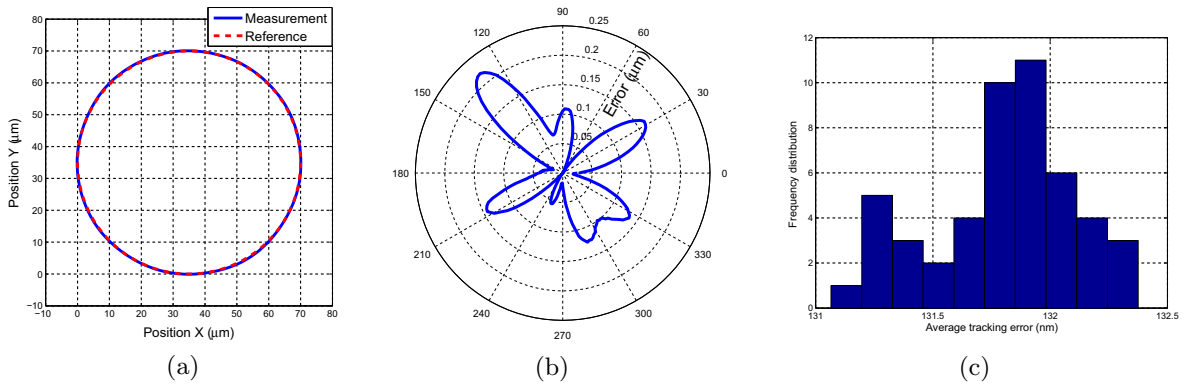 80
70
60
50
40
30
20
10
0
−10
−10 0 10 20 30 40 50 60 70 80
Position Y (μm)
Position X (μm)
Measurement
Reference
(a)
90
120 60
150 30
180 0
210 330
240 300
270
0.25
0.2
0.15
0.1
0.05
Error (μm)
(b)
12
10
8
6
4
2
0
131 131.5 132 132.5
Frequency distribution
Average tracking error (nm)
(c)